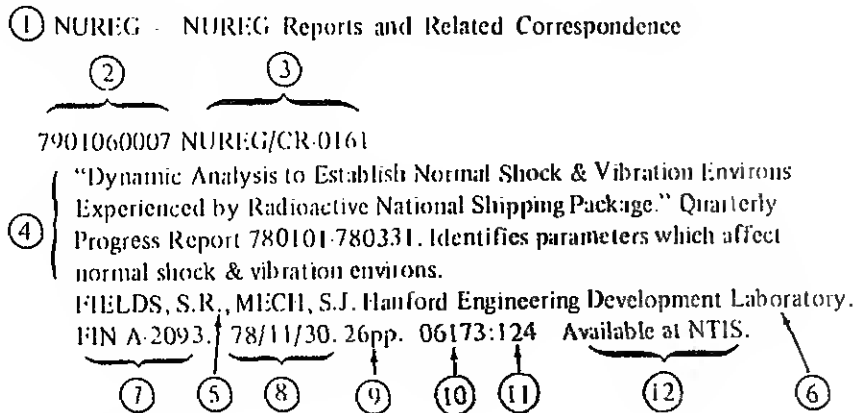 ① NUREG - NUREG Reports and Related Correspondence
② ③
7901060007 NUREG/CR-0161
"Dynamic Analysis to Establish Normal Shock & Vibration Environs
Experienced by Radioactive National Shipping Package." Quarterly
④ Progress Report 780101-780331. Identifies parameters which affect
normal shock & vibration environs.
FIELDS, S.R., MECH, S.J. Hanford Engineering Development Laboratory.
FIN A-2093. 78/11/30. 26pp. 06173:124 Available at NTIS.
⑦ ⑤ ⑧ ⑨ ⑩ ⑪ ⑫ ⑥